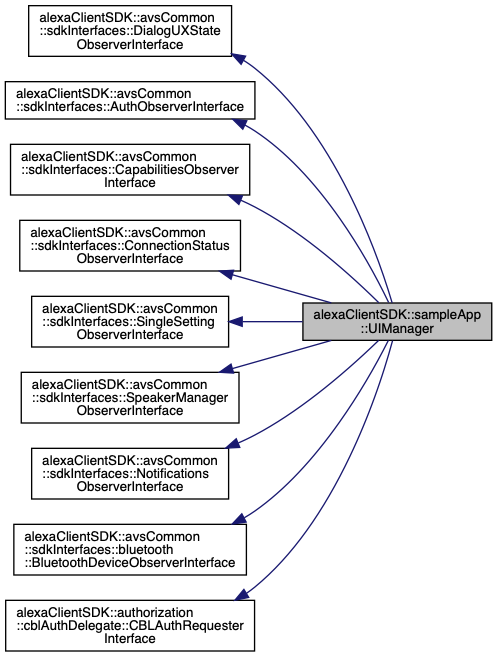 alexaClientSDK::avsCommon
::sdkInterfaces::DialogUXState
ObserverInterface
alexaClientSDK::avsCommon
::sdkInterfaces::AuthObserverInterface
alexaClientSDK::avsCommon
::sdkInterfaces::CapabilitiesObserver
Interface
alexaClientSDK::avsCommon
::sdkInterfaces::ConnectionStatus
ObserverInterface
alexaClientSDK::avsCommon
::sdkInterfaces::SingleSetting
ObserverInterface
alexaClientSDK::sampleApp
::UIManager
alexaClientSDK::avsCommon
::sdkInterfaces::SpeakerManager
ObserverInterface
alexaClientSDK::avsCommon
::sdkInterfaces::Notifications
ObserverInterface
alexaClientSDK::avsCommon
::sdkInterfaces::bluetooth
::BluetoothDeviceObserverInterface
alexaClientSDK::authorization
::cblAuthDelegate::CBLAuthRequester
Interface